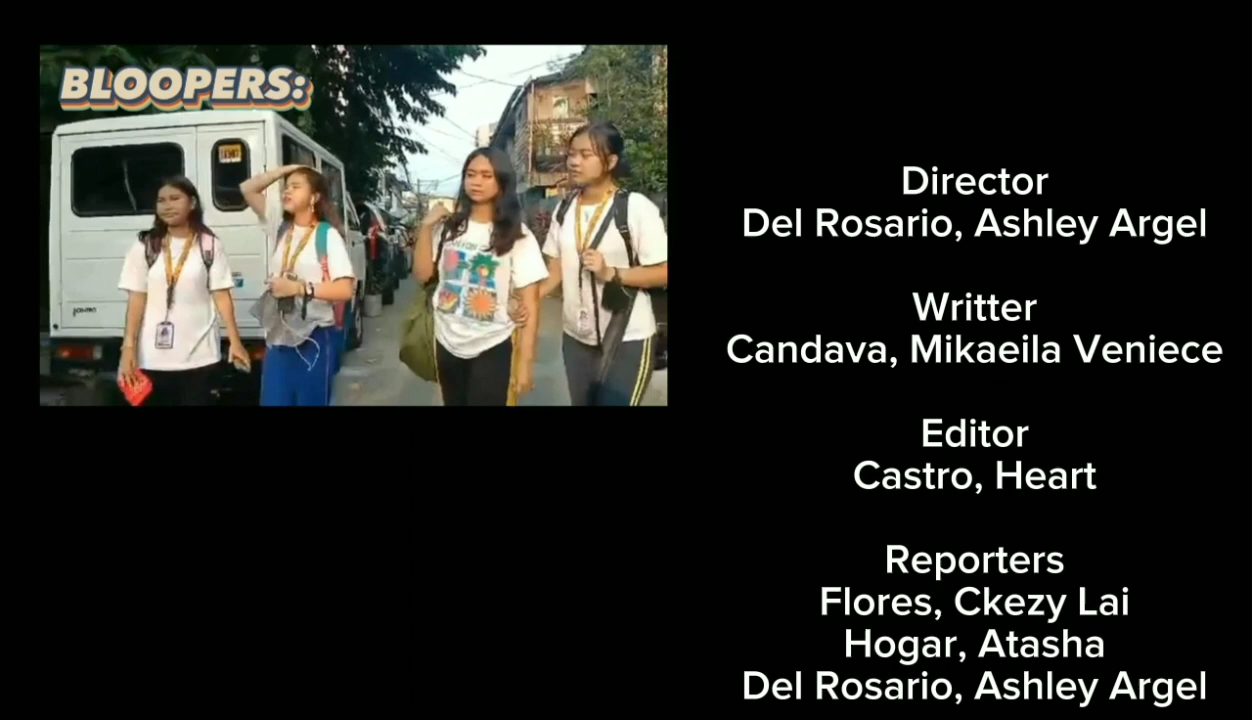 BLOOPERS:
Director
Del Rosario, Ashley Argel
Writter
Candava, Mikaeila Veniece
Editor
Castro, Heart
Reporters
Flores, Ckezy Lai
Hogar, Atasha
Del Rosario, Ashley Argel